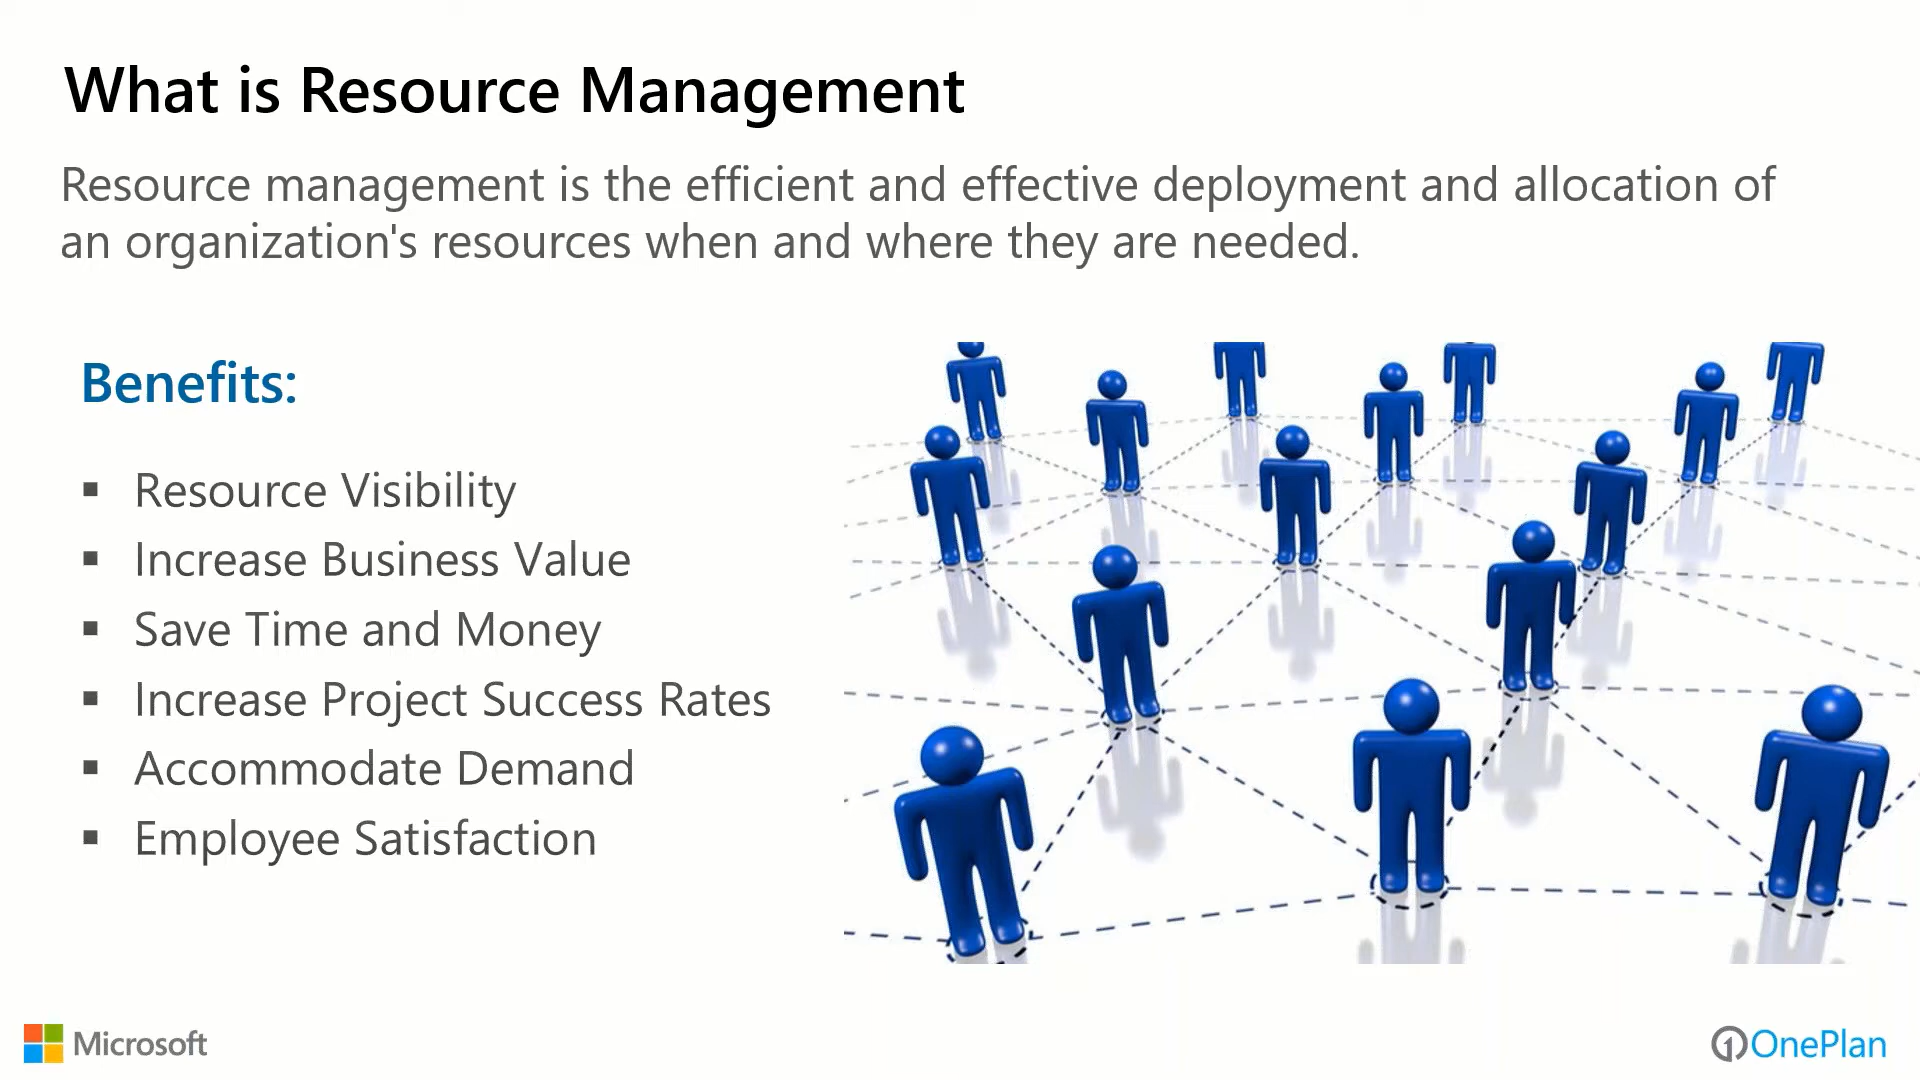 What is Resource Management
Resource management is the efficient and effective deployment and allocation of
an organization's resources when and where they are needed.
Benefits:
▪ Resource Visibility
▪ Increase Business Value
▪ Save Time and Money
▪ Increase Project Success Rates
▪ Accommodate Demand
▪ Employee Satisfaction
Microsoft
1 OnePlan